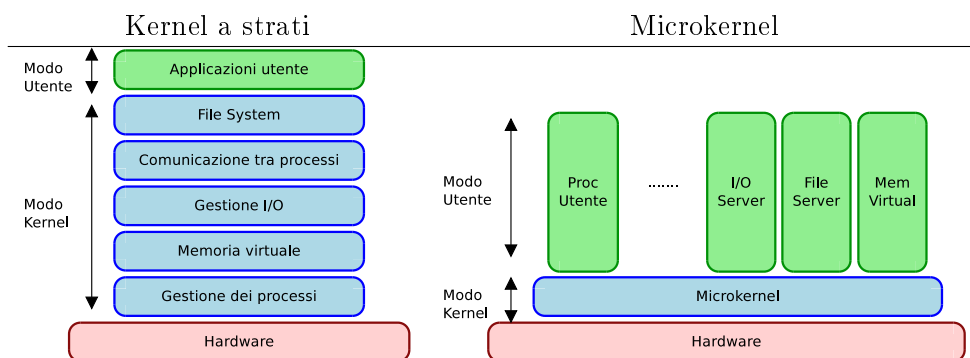 Kernel a strati
Modo
Utente
Applicazioni utente
File System
Comunicazione tra processi
Modo
Kernel
Gestione I/O
Memoria virtuale
Gestione dei processi
Hardware
Microkernel
Modo
Utente
Proc
Utente
.......
I/O
Server
File
Server
Mem
Virtual
Modo
Kernel
Microkernel
Hardware